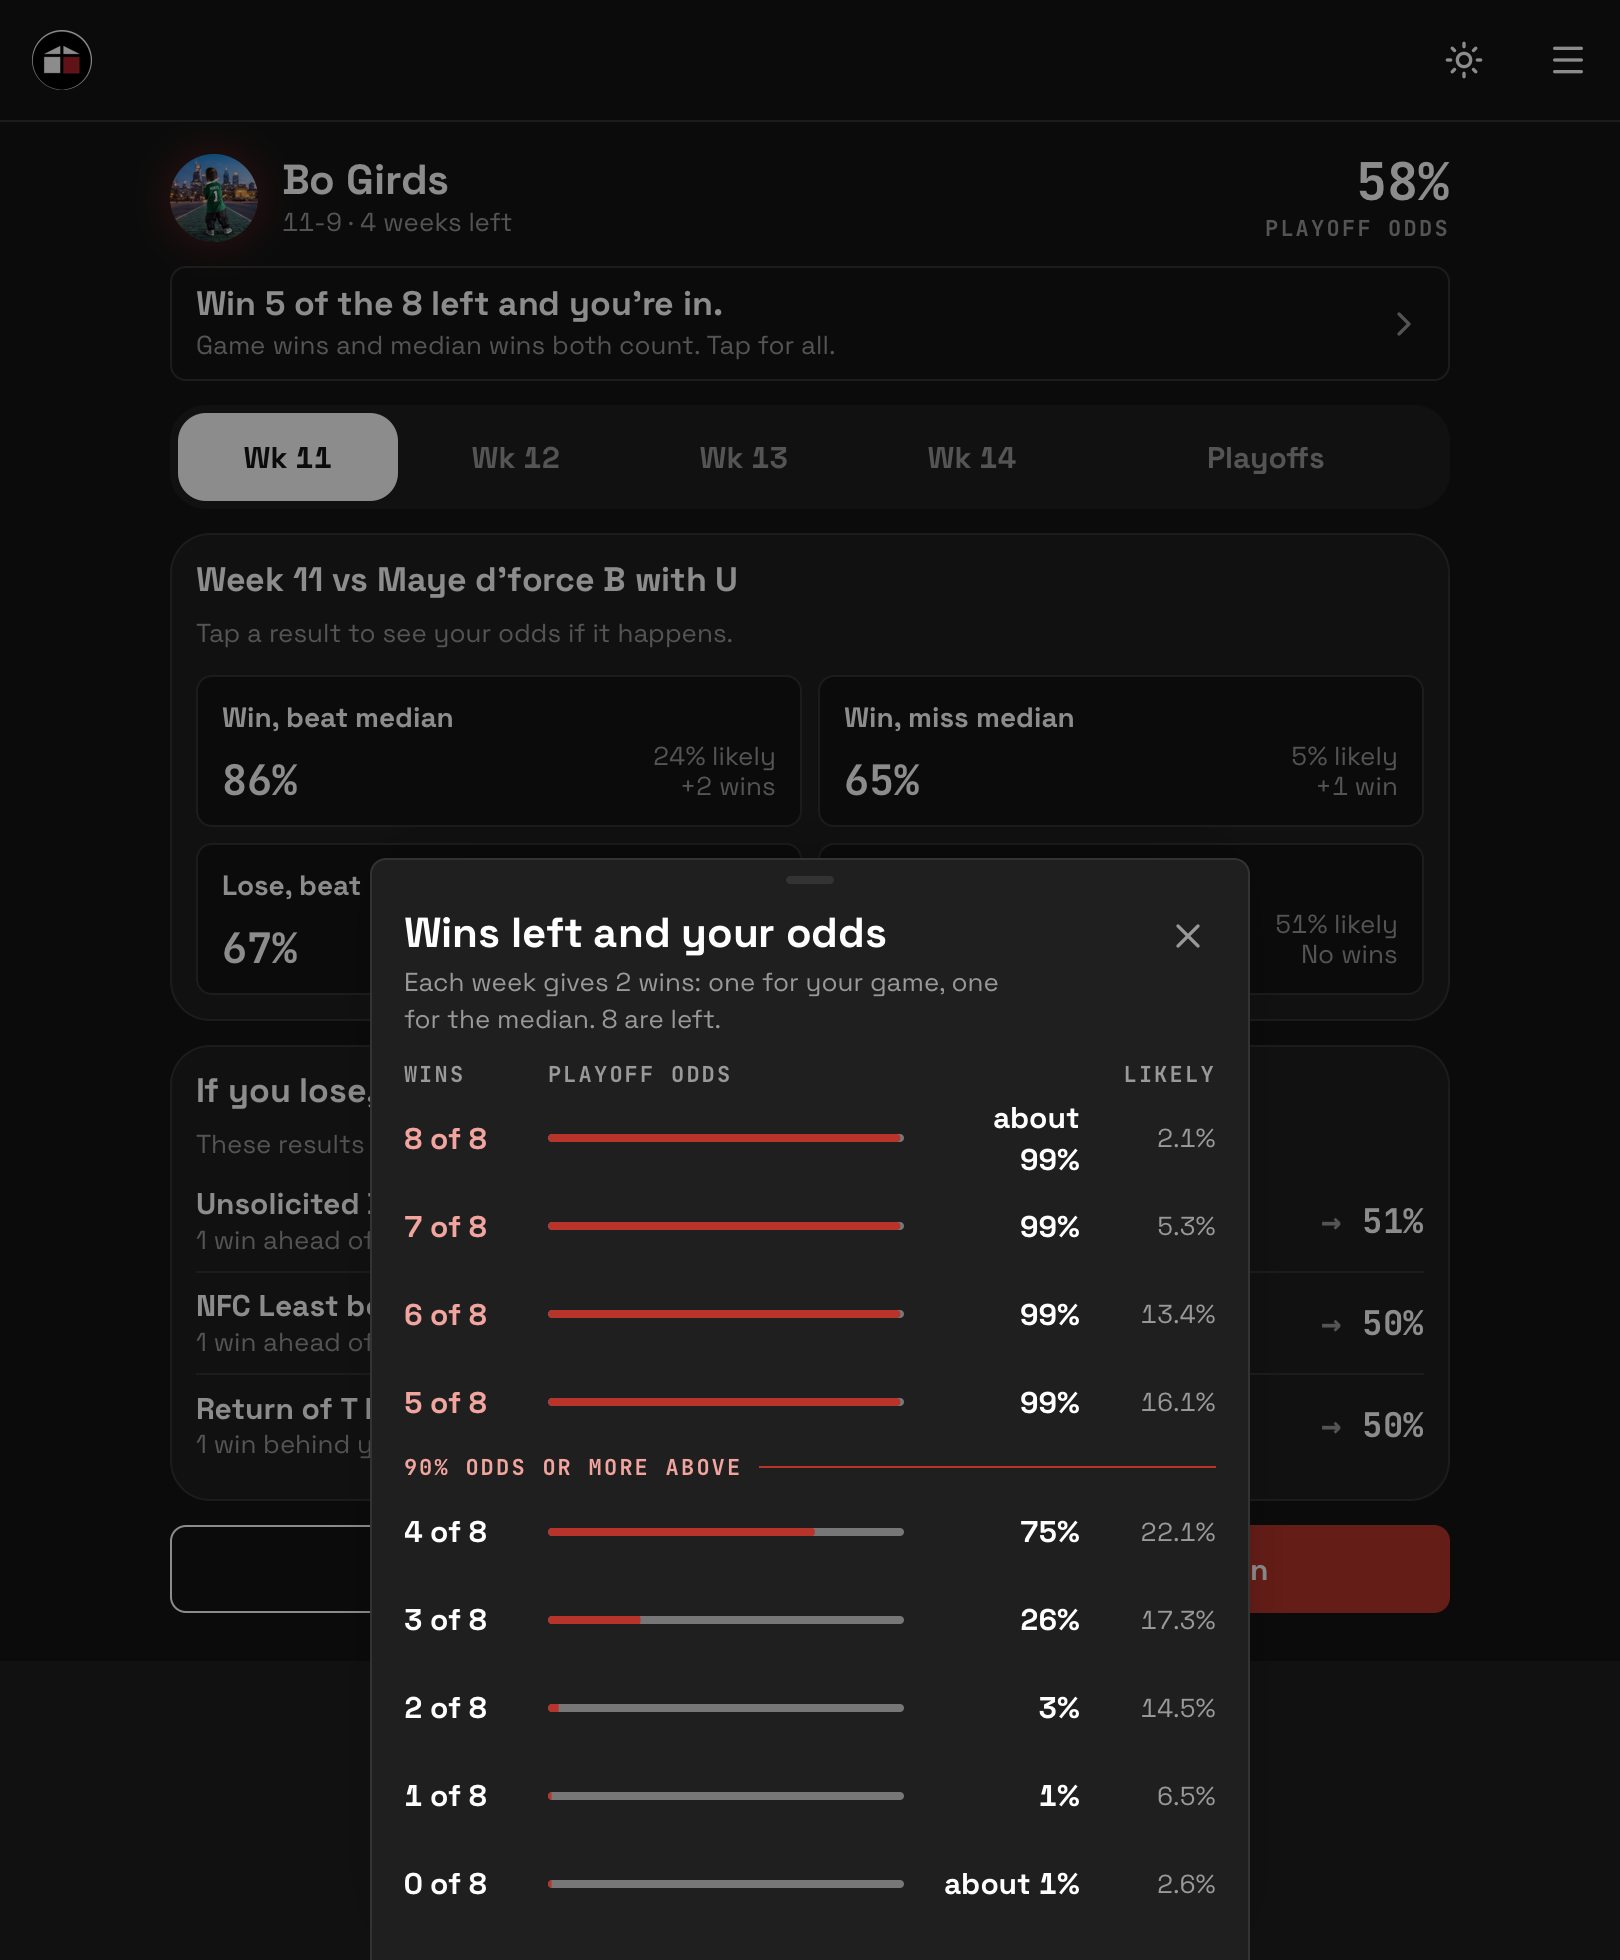 Bo Girds
11-9 · 4 weeks left
58%
PLAYOFF ODDS
Win 5 of the 8 left and you're in.
Game wins and median wins both count. Tap for all.
Wk 11
Wk 12
Wk 13
Wk 14
Playoffs
Week 11 vs Maye d'force B with U
Tap a result to see your odds if it happens.
Win, beat median
86%
24% likely
+2 wins
Win, miss median
65%
5% likely
+1 win
Lose, beat
67%
51% likely
No wins
If you lose,
These results
Unsolicited
1 win ahead of
→ 51%
NFC Least
1 win ahead of
→ 50%
Return of T
1 win behind
→ 50%
Wins left and your odds
Each week gives 2 wins: one for your game, one
for the median. 8 are left.
WINS PLAYOFF ODDS LIKELY
8 of 8 about 99% 2.1%
7 of 8 99% 5.3%
6 of 8 99% 13.4%
5 of 8 99% 16.1%
90% ODDS OR MORE ABOVE
4 of 8 75% 22.1%
3 of 8 26% 17.3%
2 of 8 3% 14.5%
1 of 8 1% 6.5%
0 of 8 about 1% 2.6%